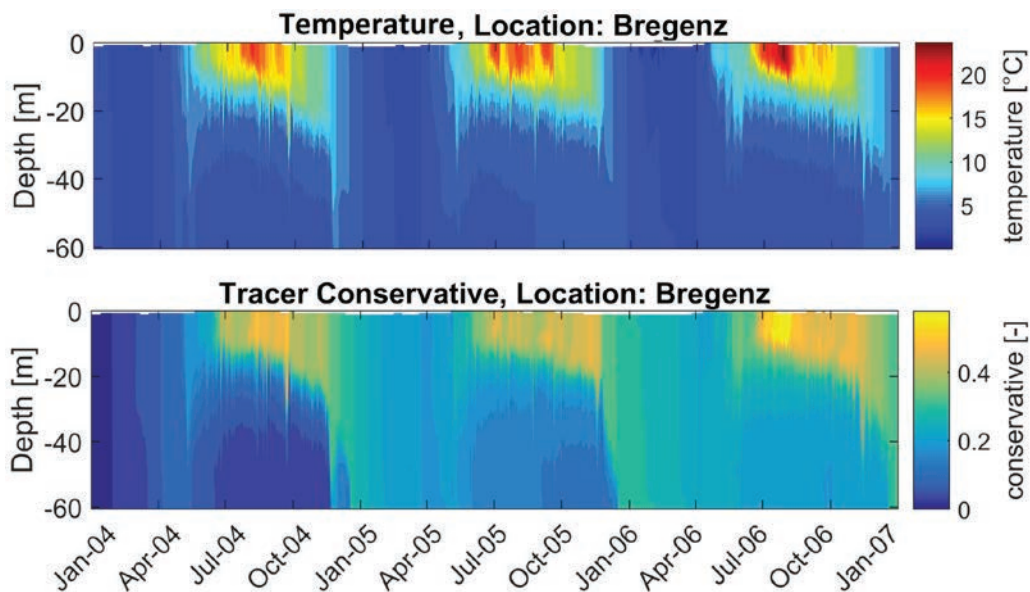 Temperature, Location: Bregenz
Depth [m]
0
-20
-40
-60
20
15
10
5
temperature [°C]
Tracer Conservative, Location: Bregenz
Depth [m]
0
-20
-40
-60
0.4
0.2
0
conservative [-]
Jan-04
Apr-04
Jul-04
Oct-04
Jan-05
Apr-05
Jul-05
Oct-05
Jan-06
Apr-06
Jul-06
Oct-06
Jan-07